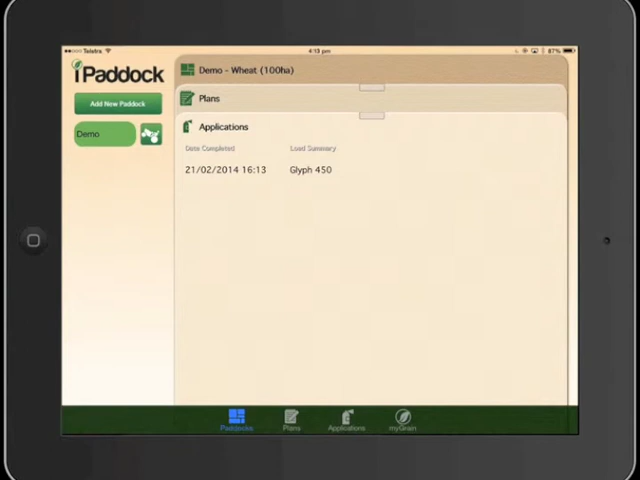 Telstra
4:13 pm
87%
iPaddock
Add New Paddock
Demo
Demo - Wheat (100ha)
Plans
Applications
Date Completed
Load Summary
21/02/2014 16:13
Glyph 450
Paddocks
Plans
Applications
myGrain